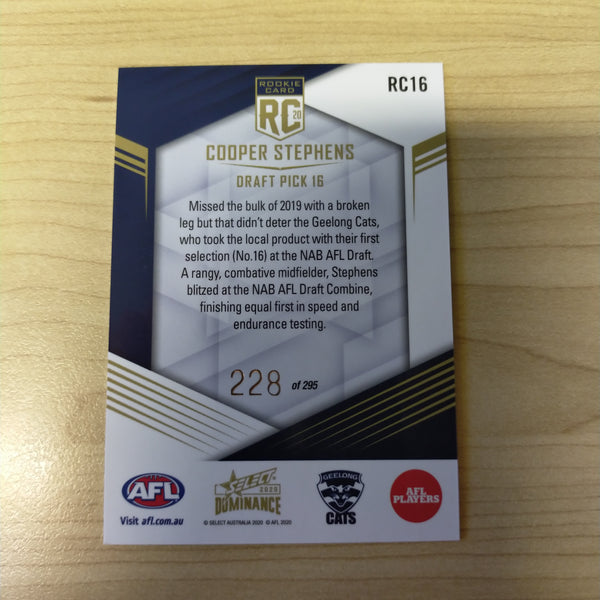 RC16
ROOKIE
CARD
RC 20
COOPER STEPHENS
DRAFT PICK 16
Missed the bulk of 2019 with a broken
leg but that didn't deter the Geelong Cats,
who took the local product with their first
selection (No.16) at the NAB AFL Draft.
A rangy, combative midfielder, Stephens
blitzed at the NAB AFL Draft Combine,
finishing equal first in speed and
endurance testing.
228 of 295
AFL
Visit afl.com.au
SELECT
2020
DOMINANCE
© SELECT AUSTRALIA 2020 © AFL 2020
GEELONG
CATS
AFL
PLAYERS